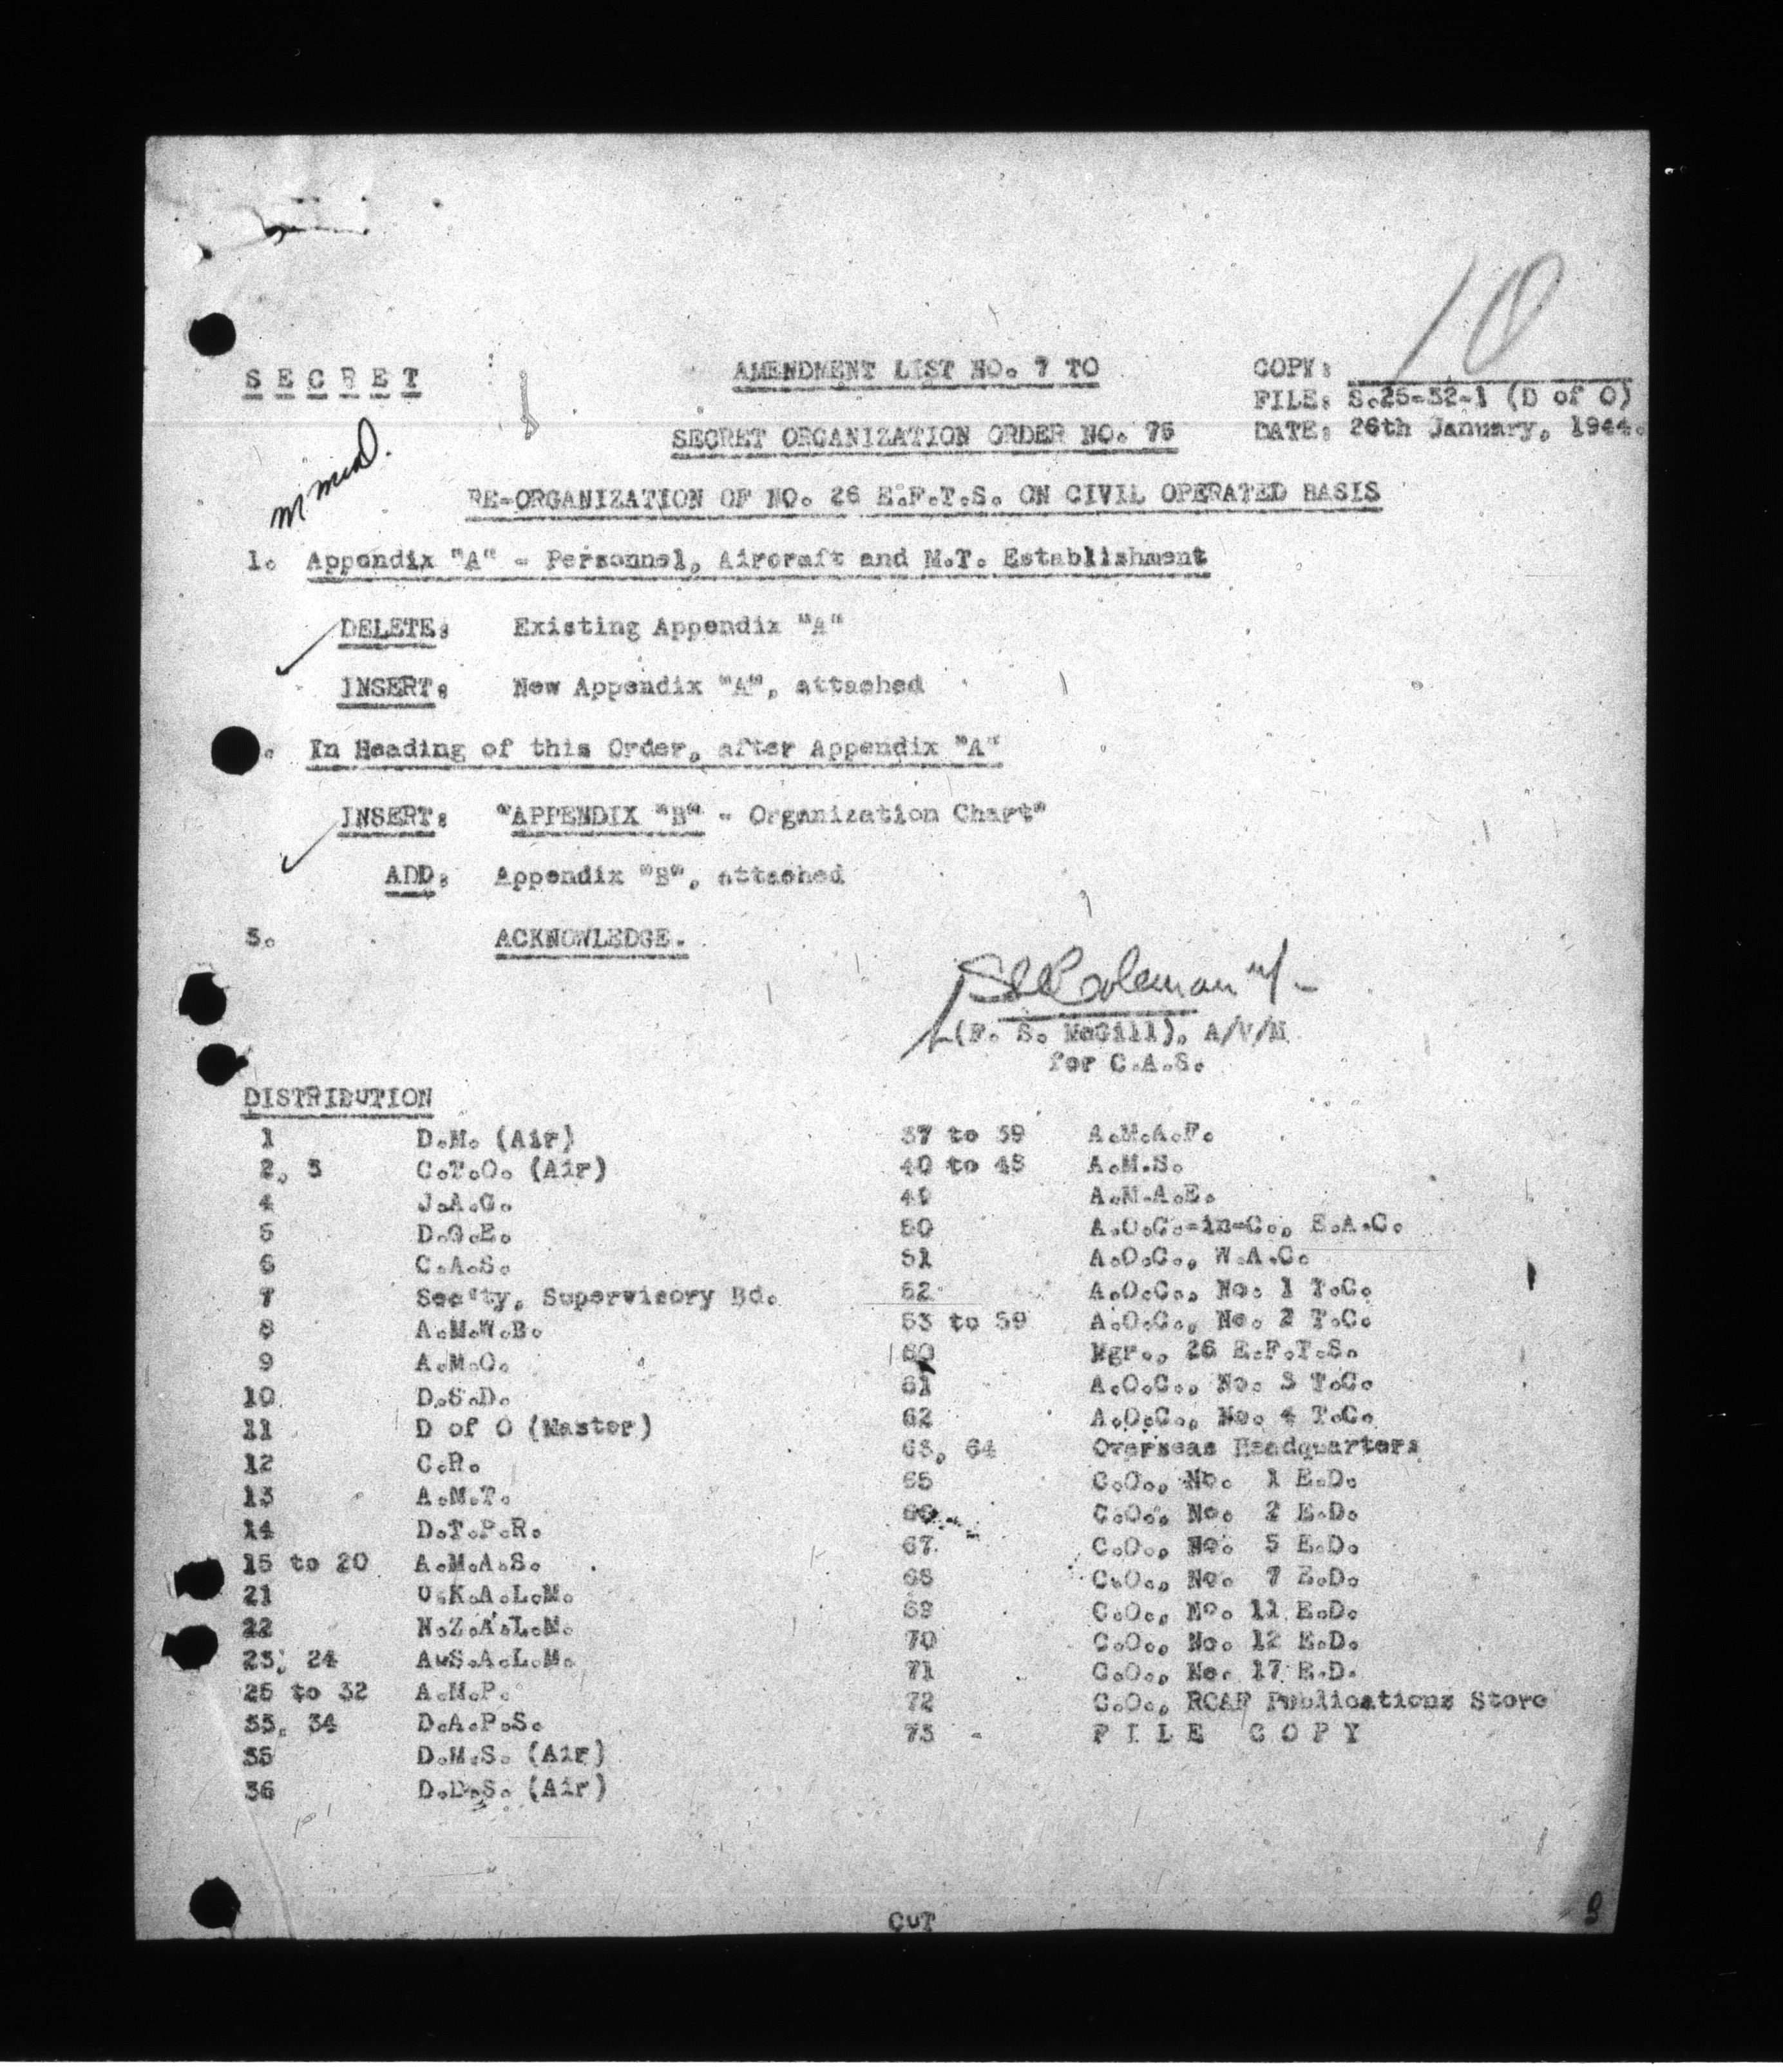 10
SECRET
AMENDMENT LIST NO. 7 TO
COPY:
FILE: S.25-32-1 (D of O)
SECRET ORGANIZATION ORDER NO. 75
DATE: 26th January, 1944.
RE-ORGANIZATION OF NO. 26 E.F.T.S. ON CIVIL OPERATED BASIS
1. Appendix "A" - Personnel, Aircraft and M.T. Establishment
DELETE: Existing Appendix "A"
INSERT: New Appendix "A", attached
. In Heading of this Order, after Appendix "A"
INSERT: "APPENDIX "B" - Organization Chart"
ADD: Appendix "B", attached
3. ACKNOWLEDGE.
Coleman
(F. S. McGill), A/V/M
for C.A.S.
DISTRIBUTION
1 D.M. (Air)
2, 3 C.T.O. (Air)
4 J.A.G.
5 D.G.E.
6 C.A.S.
7 Sec'ty, Supervisory Bd.
8 A.M.W.B.
9 A.M.O.
10 D.S.D.
11 D of O (Master)
12 C.R.
13 A.M.T.
14 D.T.P.R.
15 to 20 A.M.A.S.
21 U.K.A.L.M.
22 N.Z.A.L.M.
23, 24 A.S.A.L.M.
25 to 32 A.M.P.
33, 34 D.A.P.S.
35 D.M.S. (Air)
36 D.D.S. (Air)
37 to 39 A.M.A.F.
40 to 48 A.M.S.
49 A.M.A.E.
50 A.O.C.-in-C., E.A.C.
51 A.O.C., W.A.C.
52 A.O.C., No. 1 T.C.
53 to 59 A.O.C., No. 2 T.C.
60 Mgr., 26 E.F.T.S.
61 A.O.C., No. 3 T.C.
62 A.O.C., No. 4 T.C.
63, 64 Overseas Headquarters
65 C.O., No. 1 E.D.
66 C.O., No. 2 E.D.
67 C.O., No. 5 E.D.
68 C.O., No. 7 E.D.
69 C.O., No. 11 E.D.
70 C.O., No. 12 E.D.
71 C.O., No. 17 E.D.
72 C.O., RCAF Publications Store
73 - FILE COPY
CUT